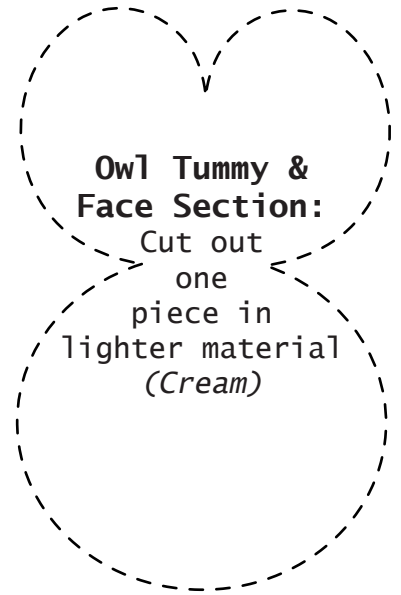 Owl Tummy &
Face Section:
Cut out
one
piece in
lighter material
(Cream)